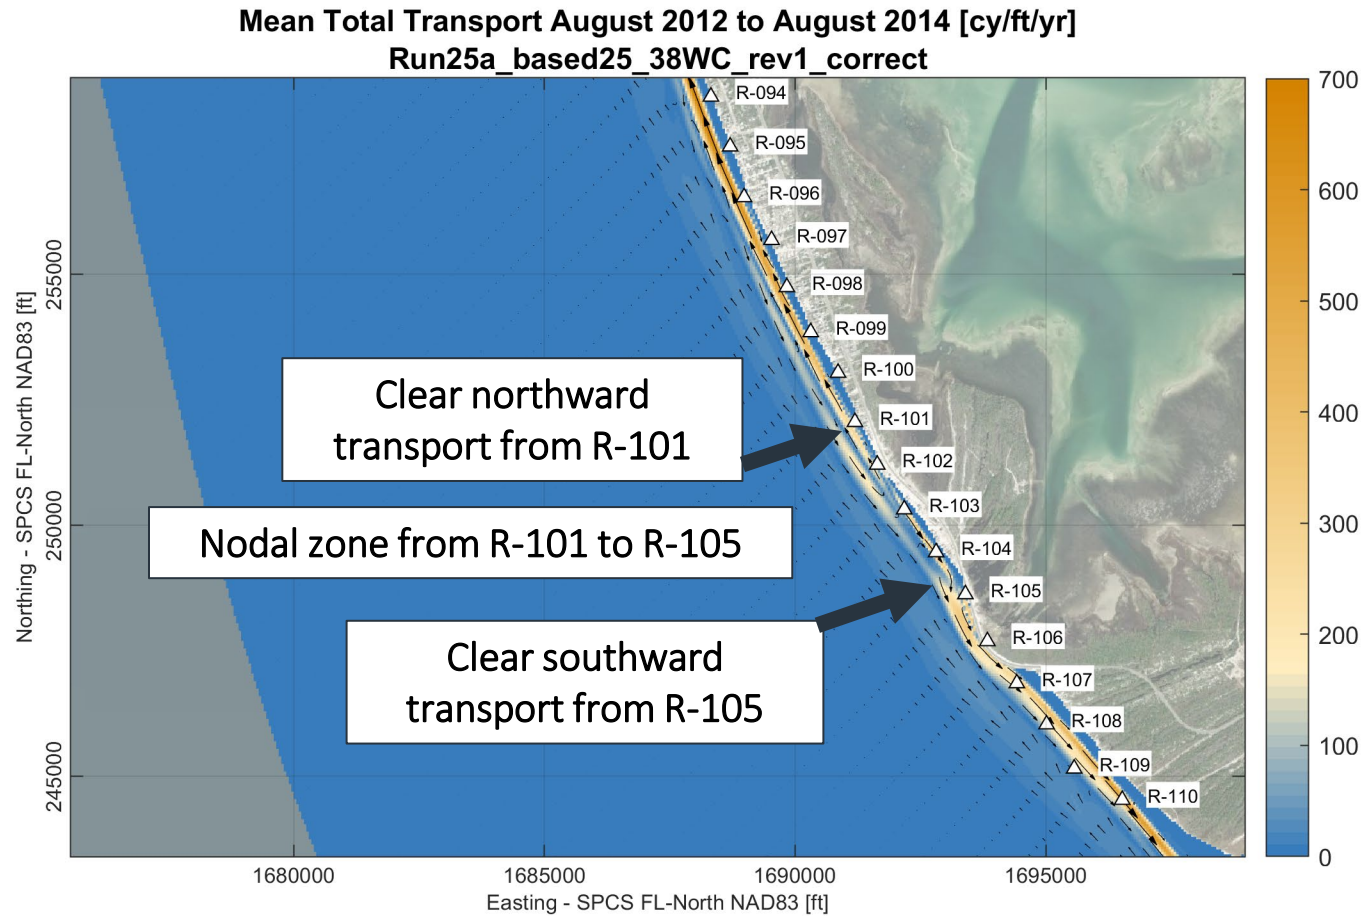 Mean Total Transport August 2012 to August 2014 [cy/ft/yr]
Run25a_based25_38WC_rev1_correct
R-094
R-095
R-096
R-097
R-098
R-099
R-100
R-101
R-102
R-103
R-104
R-105
R-106
R-107
R-108
R-109
R-110
Clear northward
transport from R-101
Nodal zone from R-101 to R-105
Clear southward
transport from R-105
Northing - SPCS FL-North NAD83 [ft]
255000
250000
245000
1680000
1685000
1690000
1695000
Easting - SPCS FL-North NAD83 [ft]
700
600
500
400
300
200
100
0